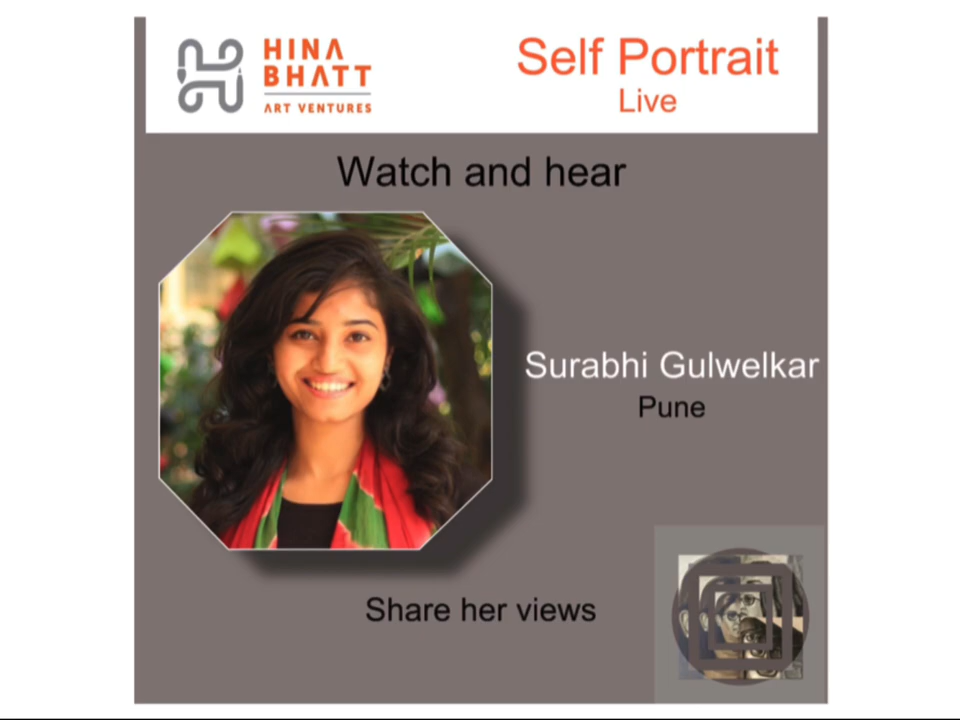 HINA
BHATT
ART VENTURES
Self Portrait
Live
Watch and hear
Surabhi Gulwelkar
Pune
Share her views